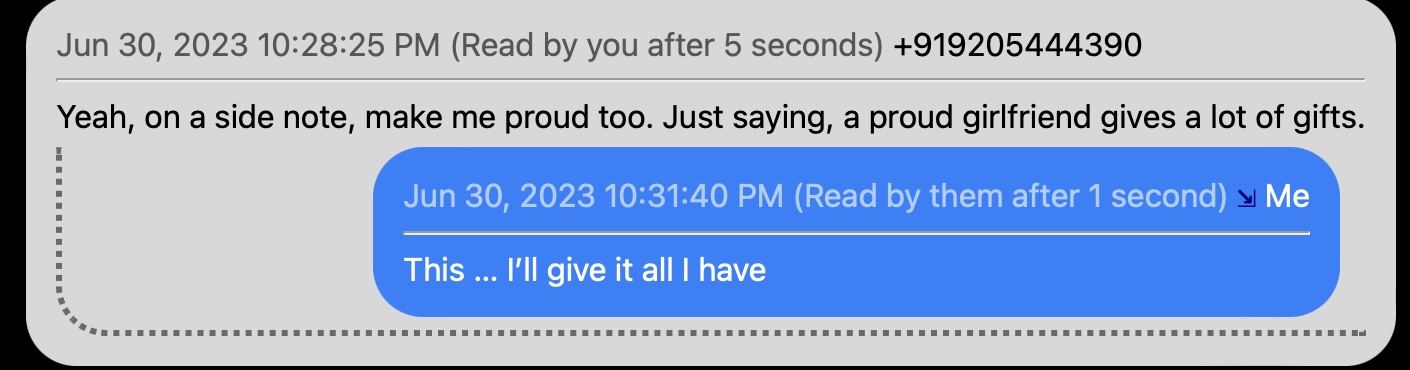 Jun 30, 2023 10:28:25 PM (Read by you after 5 seconds) +919205444390
Yeah, on a side note, make me proud too. Just saying, a proud girlfriend gives a lot of gifts.
Jun 30, 2023 10:31:40 PM (Read by them after 1 second) ⇲ Me
This ... I’ll give it all I have